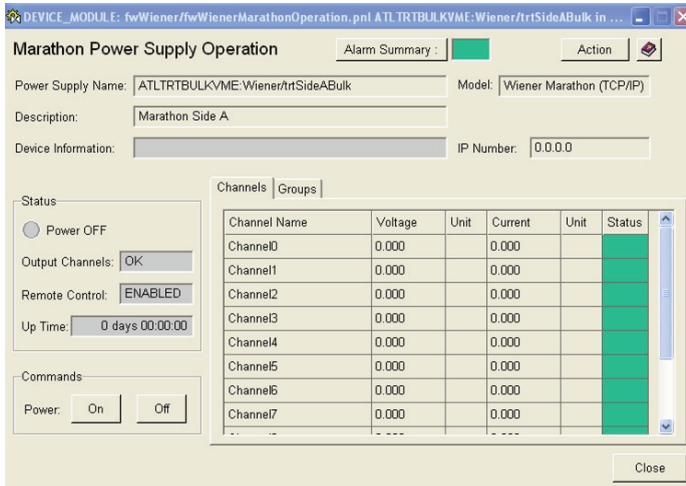 DEVICE_MODULE: fwWiener/fwWienerMarathonOperation.pnl ATLTRTBULKVME:Wiener/trtSideABulk in ...
Marathon Power Supply Operation Alarm Summary : Action
Power Supply Name: ATLTRTBULKVME:Wiener/trtSideABulk Model: Wiener Marathon (TCP/IP)
Description: Marathon Side A
Device Information: IP Number: 0.0.0.0
Status
Power OFF
Output Channels: OK
Remote Control: ENABLED
Up Time: 0 days 00:00:00
Commands
Power: On Off
Channels Groups
Channel Name Voltage Unit Current Unit Status
Channel0 0.000 0.000
Channel1 0.000 0.000
Channel2 0.000 0.000
Channel3 0.000 0.000
Channel4 0.000 0.000
Channel5 0.000 0.000
Channel6 0.000 0.000
Channel7 0.000 0.000
Close